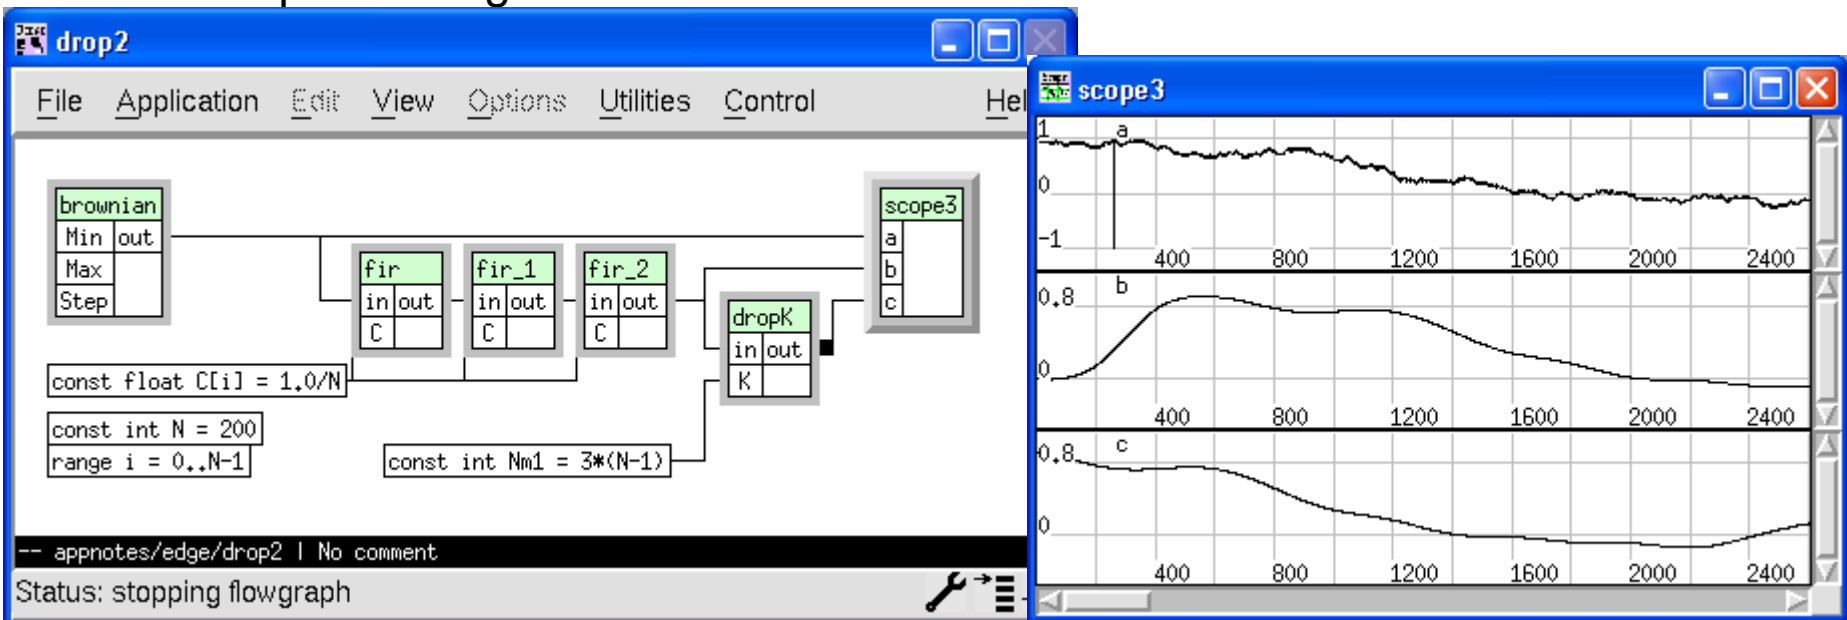 drop2
File Application Edit View Options Utilities Control Hel
brownian
Min out
Max
Step
fir
in out
C
fir_1
in out
C
fir_2
in out
C
dropK
in out
K
scope3
a
b
c
const float C[i] = 1.0/N
const int N = 200
range i = 0..N-1
const int Nm1 = 3*(N-1)
-- appnotes/edge/drop2 | No comment
Status: stopping flowgraph
scope3
1 a
0
-1
400 800 1200 1600 2000 2400
0.8 b
0
400 800 1200 1600 2000 2400
0.8 c
0
400 800 1200 1600 2000 2400